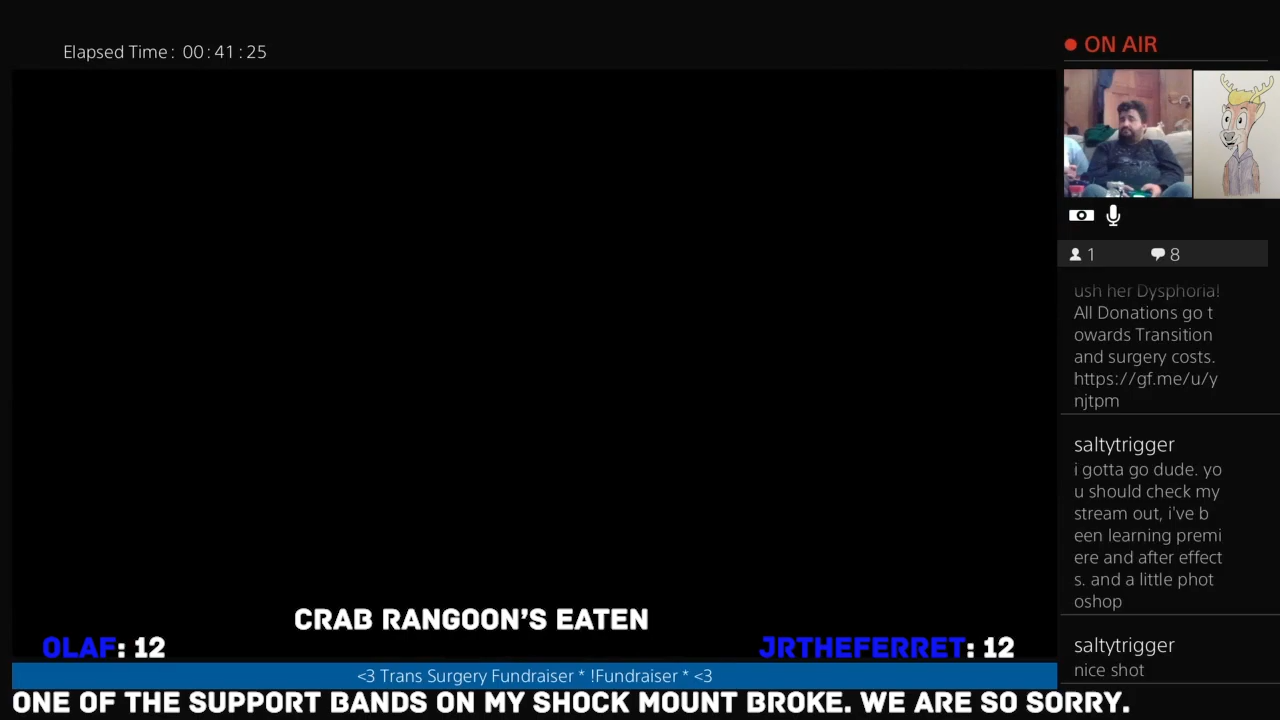 Elapsed Time: 00:41:25
ON AIR
1
8
ush her Dysphoria!
All Donations go t
owards Transition
and surgery costs.
https://gf.me/u/y
njtpm
saltytrigger
i gotta go dude. yo
u should check my
stream out, i've b
een learning premi
ere and after effect
s. and a little phot
oshop
saltytrigger
nice shot
CRAB RANGOON'S EATEN
OLAF: 12
JRTHEFERRET: 12
<3 Trans Surgery Fundraiser * !Fundraiser * <3
ONE OF THE SUPPORT BANDS ON MY SHOCK MOUNT BROKE. WE ARE SO SORRY.